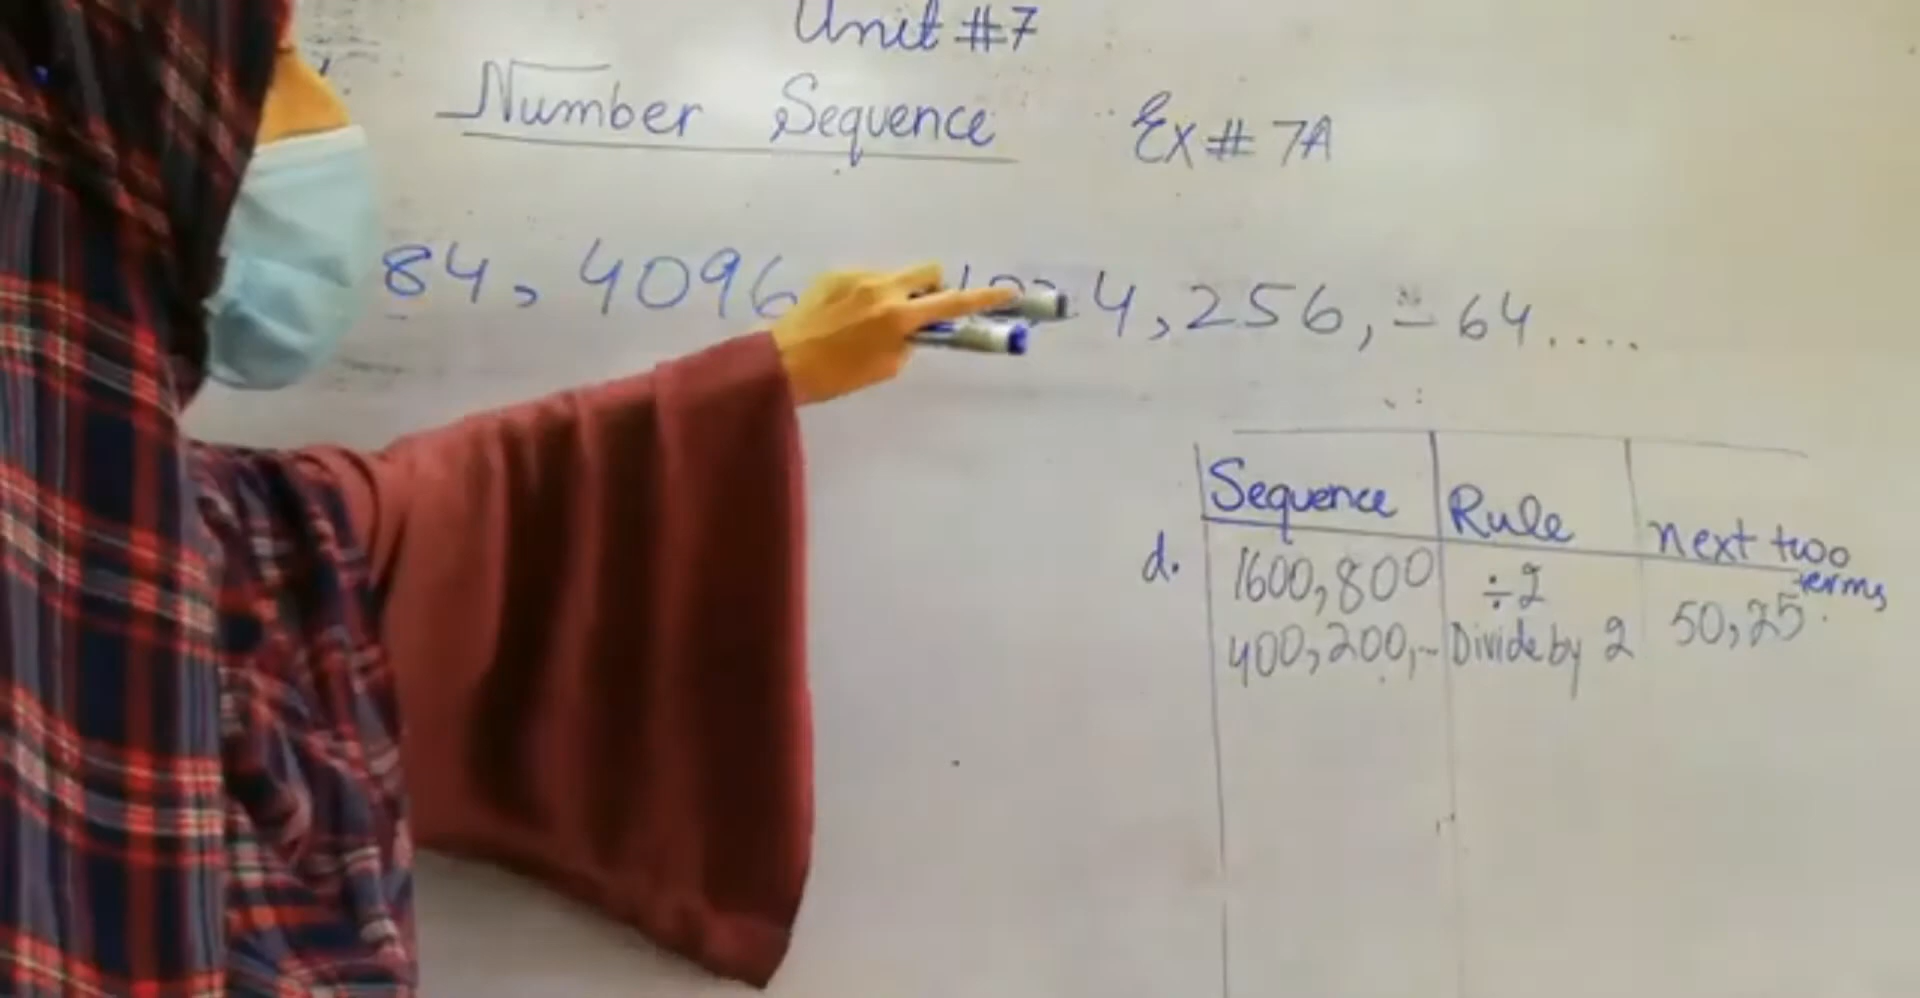 Unit #7
Number Sequence Ex # 7A
84, 4096 1024, 256, - 64....
Sequence Rule next two terms
d. 1600, 800 ÷2 50, 25.
400, 200,... Divide by 2